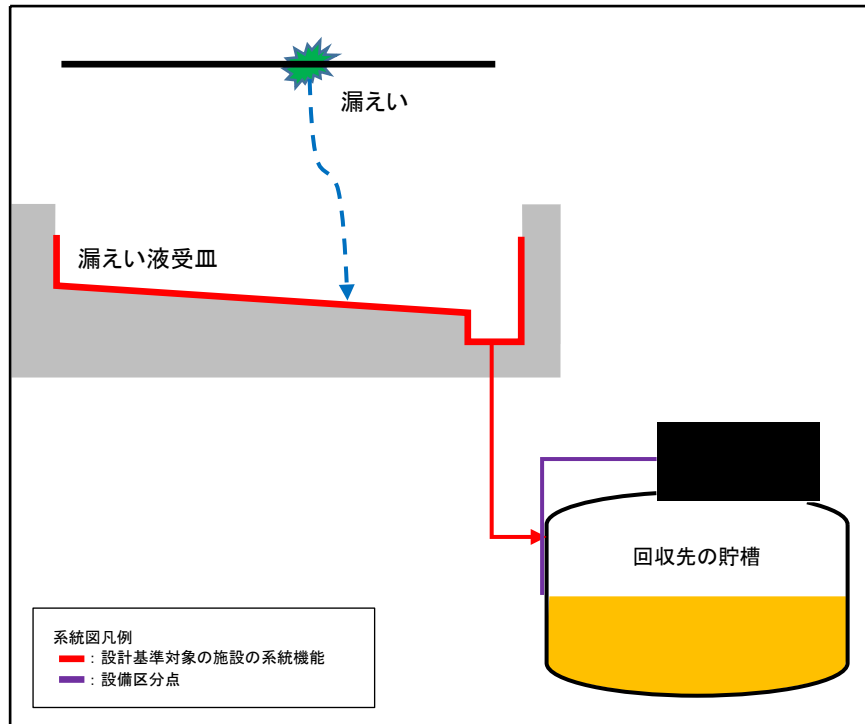 漏えい
漏えい液受皿
回収先の貯槽
系統図凡例
：設計基準対象の施設の系統機能
：設備区分点